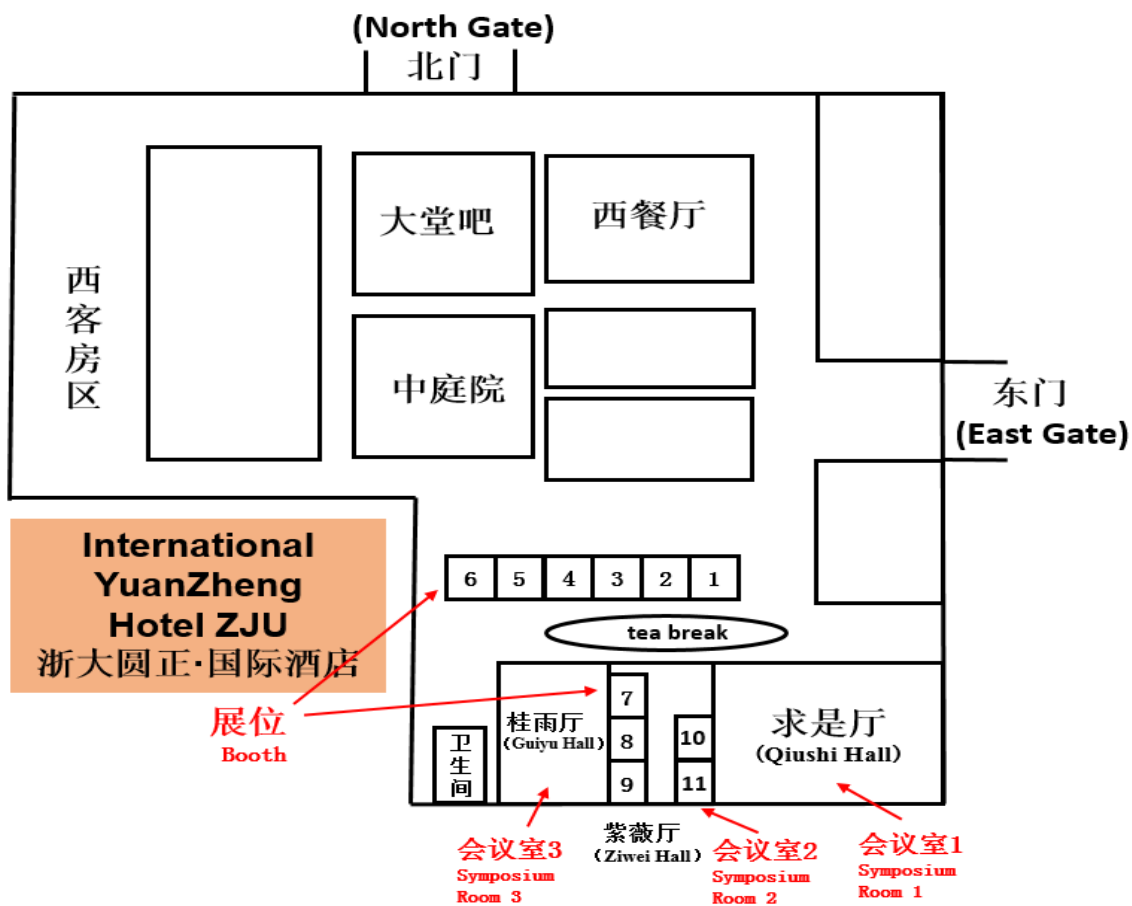 (North Gate)
北门
大堂吧
西餐厅
西客房区
中庭院
东门
(East Gate)
International
YuanZheng
Hotel ZJU
浙大圆正·国际酒店
6 5 4 3 2 1
tea break
展位
Booth
7
8
9
10
11
桂雨厅
(Guiyu Hall)
求是厅
(Qiushi Hall)
卫生间
紫薇厅
(Ziwei Hall)
会议室3
Symposium
Room 3
会议室2
Symposium
Room 2
会议室1
Symposium
Room 1